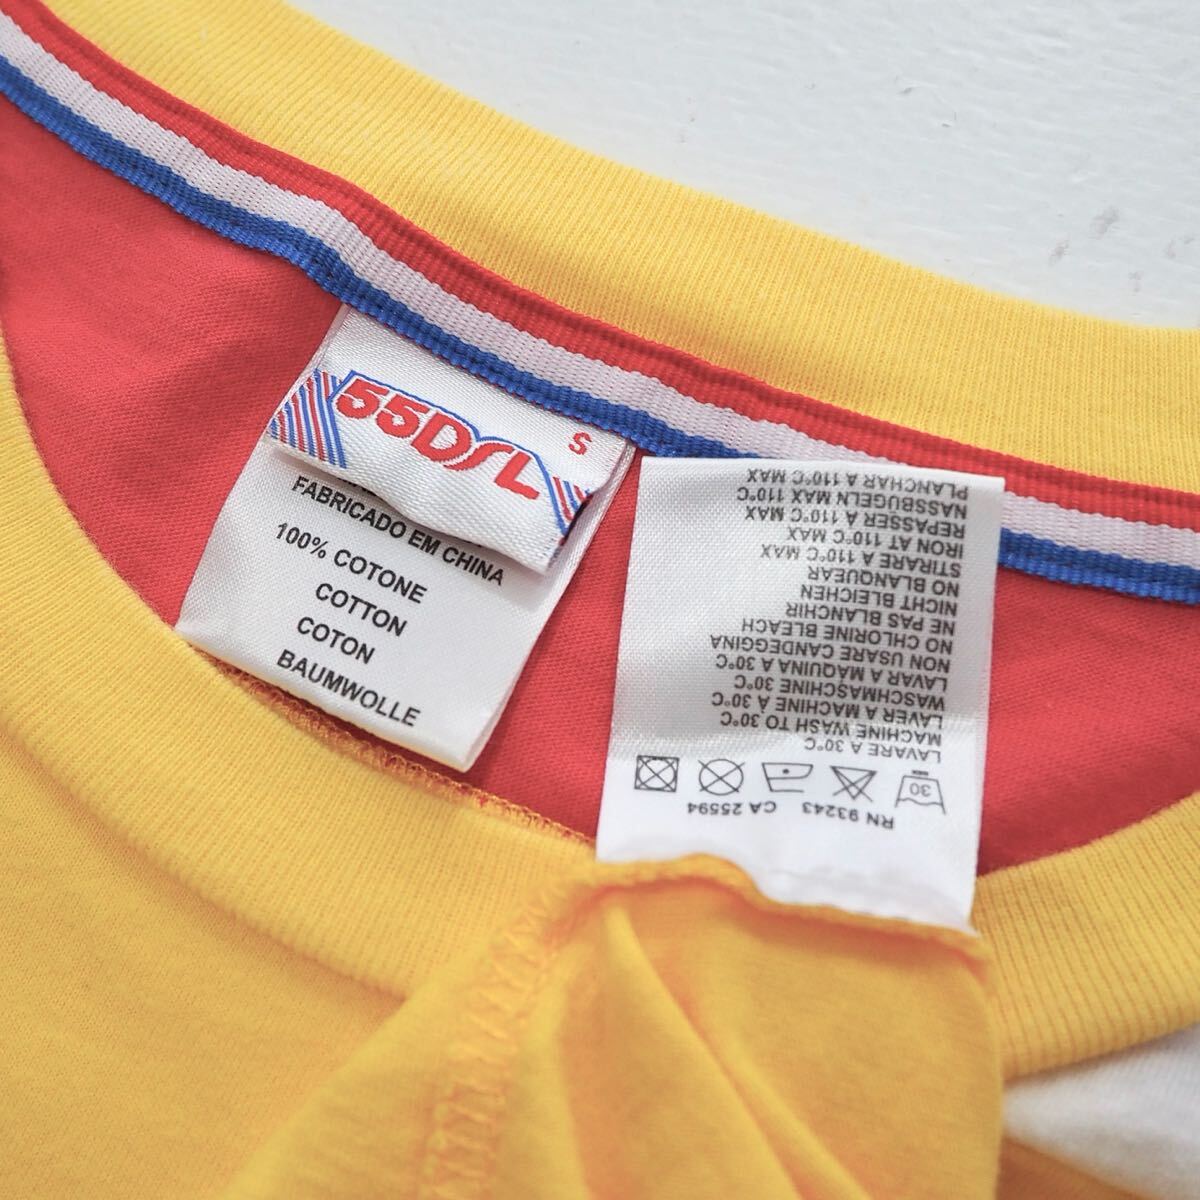 55DSL
S
FABRICADO EM CHINA
100% COTONE
COTTON
COTON
BAUMWOLLE
RN 93243 CA 25594
30
LAVARE A 30°C
MACHINE WASH TO 30°C
LAVER A MACHINE À 30°C
WASCHMASCHINE 30°C
LAVAR A MAQUINA A 30°C
NON USARE CANDEGGINA
NO CHLORINE BLEACH
NE PAS BLANCHIR
NICHT BLEICHEN
NO BLANQUEAR
STIRARE A 110°C MAX
IRON AT 110°C MAX
REPASSER A 110°C MAX
NASSBUGELN MAX 110°C
PLANCHAR A 110°C MAX